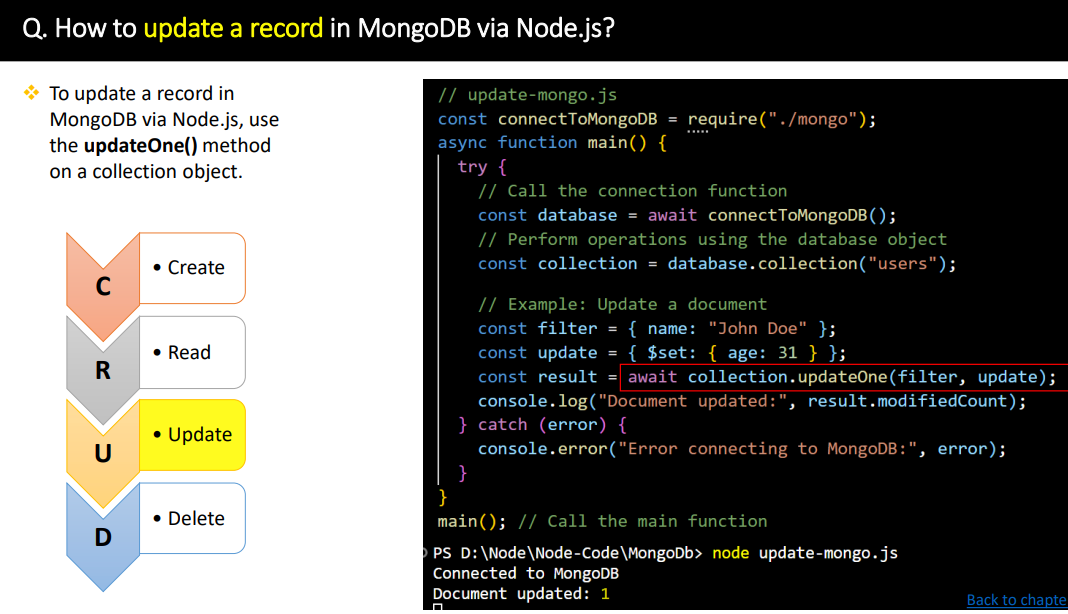 Q. How to update a record in MongoDB via Node.js?
To update a record in
MongoDB via Node.js, use
the updateOne() method
on a collection object.
C
• Create
R
• Read
U
• Update
D
• Delete
// update-mongo.js
const connectToMongoDB = require("./mongo");
async function main() {
try {
// Call the connection function
const database = await connectToMongoDB();
// Perform operations using the database object
const collection = database.collection("users");
// Example: Update a document
const filter = { name: "John Doe" };
const update = { $set: { age: 31 } };
const result = await collection.updateOne(filter, update);
console.log("Document updated:", result.modifiedCount);
} catch (error) {
console.error("Error connecting to MongoDB:", error);
}
}
main(); // Call the main function
PS D:\Node\Node-Code\MongoDb> node update-mongo.js
Connected to MongoDB
Document updated: 1
Back to chapte